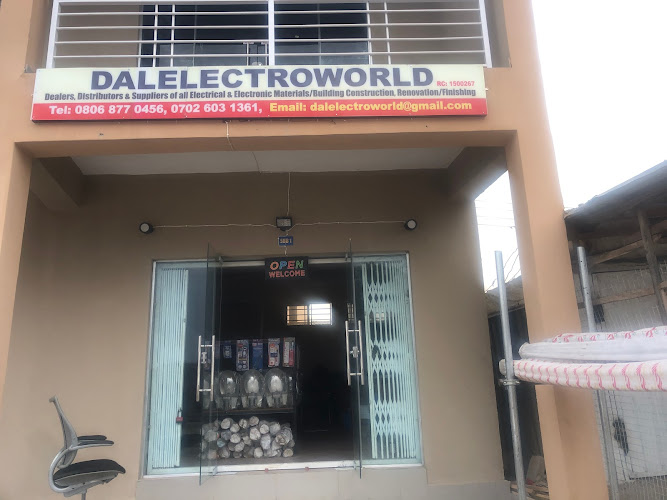 DALELECTROWORLD RC: 1500267
Dealers, Distributors & Suppliers of all Electrical & Electronic Materials/Building Construction, Renovation/Finishing
Tel: 0806 877 0456, 0702 603 1361, Email: dalelectroworld@gmail.com
OPEN
WELCOME